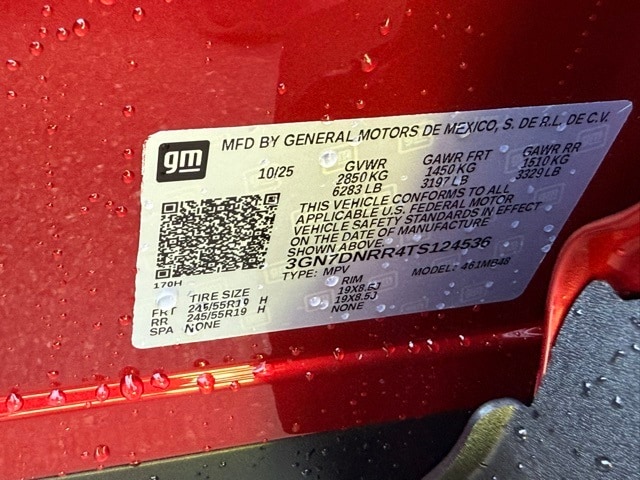 gm
MFD BY GENERAL MOTORS DE MEXICO, S. DE R.L. DE C.V.
10/25 GVWR GAWR FRT GAWR RR
2850 KG 1450 KG 1510 KG
6283 LB 3197 LB 3329 LB
THIS VEHICLE CONFORMS TO ALL
APPLICABLE U.S. FEDERAL MOTOR
VEHICLE SAFETY STANDARDS IN EFFECT
ON THE DATE OF MANUFACTURE
SHOWN ABOVE.
3GN7DNRR4TS124536
TYPE: MPV MODEL: 461MB48
170H
TIRE SIZE RIM
FRT 245/55R19 H 19X8.5J
RR 245/55R19 H 19X8.5J
SPA NONE NONE